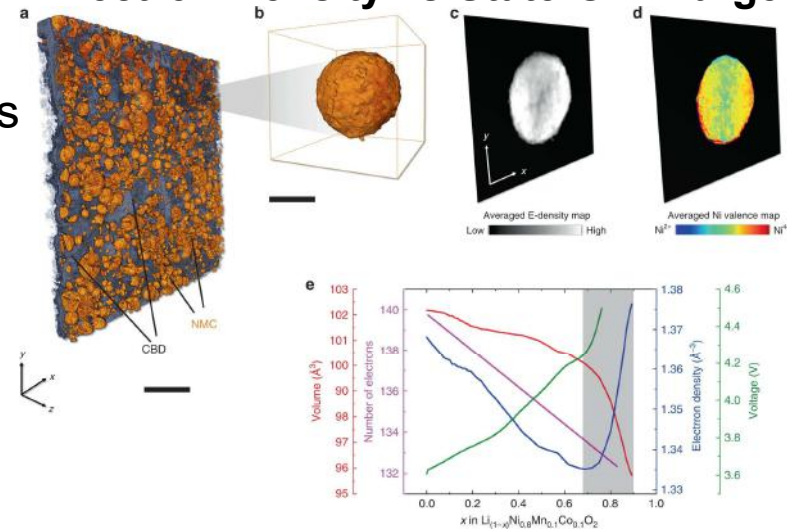 Density State
s
a
b
c
d
CBD
NMC
y
x
z
y
x
Averaged E-density map
Low High
y
x
Averaged Ni valence map
Ni²⁺ Ni⁴
e
103
102
101
100
99
98
97
96
95
Volume (Å³)
140
138
136
134
132
Number of electrons
1.38
1.37
1.36
1.35
1.34
1.33
Electrron density (Å⁻³)
4.6
4.4
4.2
4.0
3.8
3.6
Voltage (V)
0.0 0.2 0.4 0.6 0.8 1.0
x in Li₍₁₋ₓ₎Ni₀.₈Mn₀.₁Co₀.₁O₂